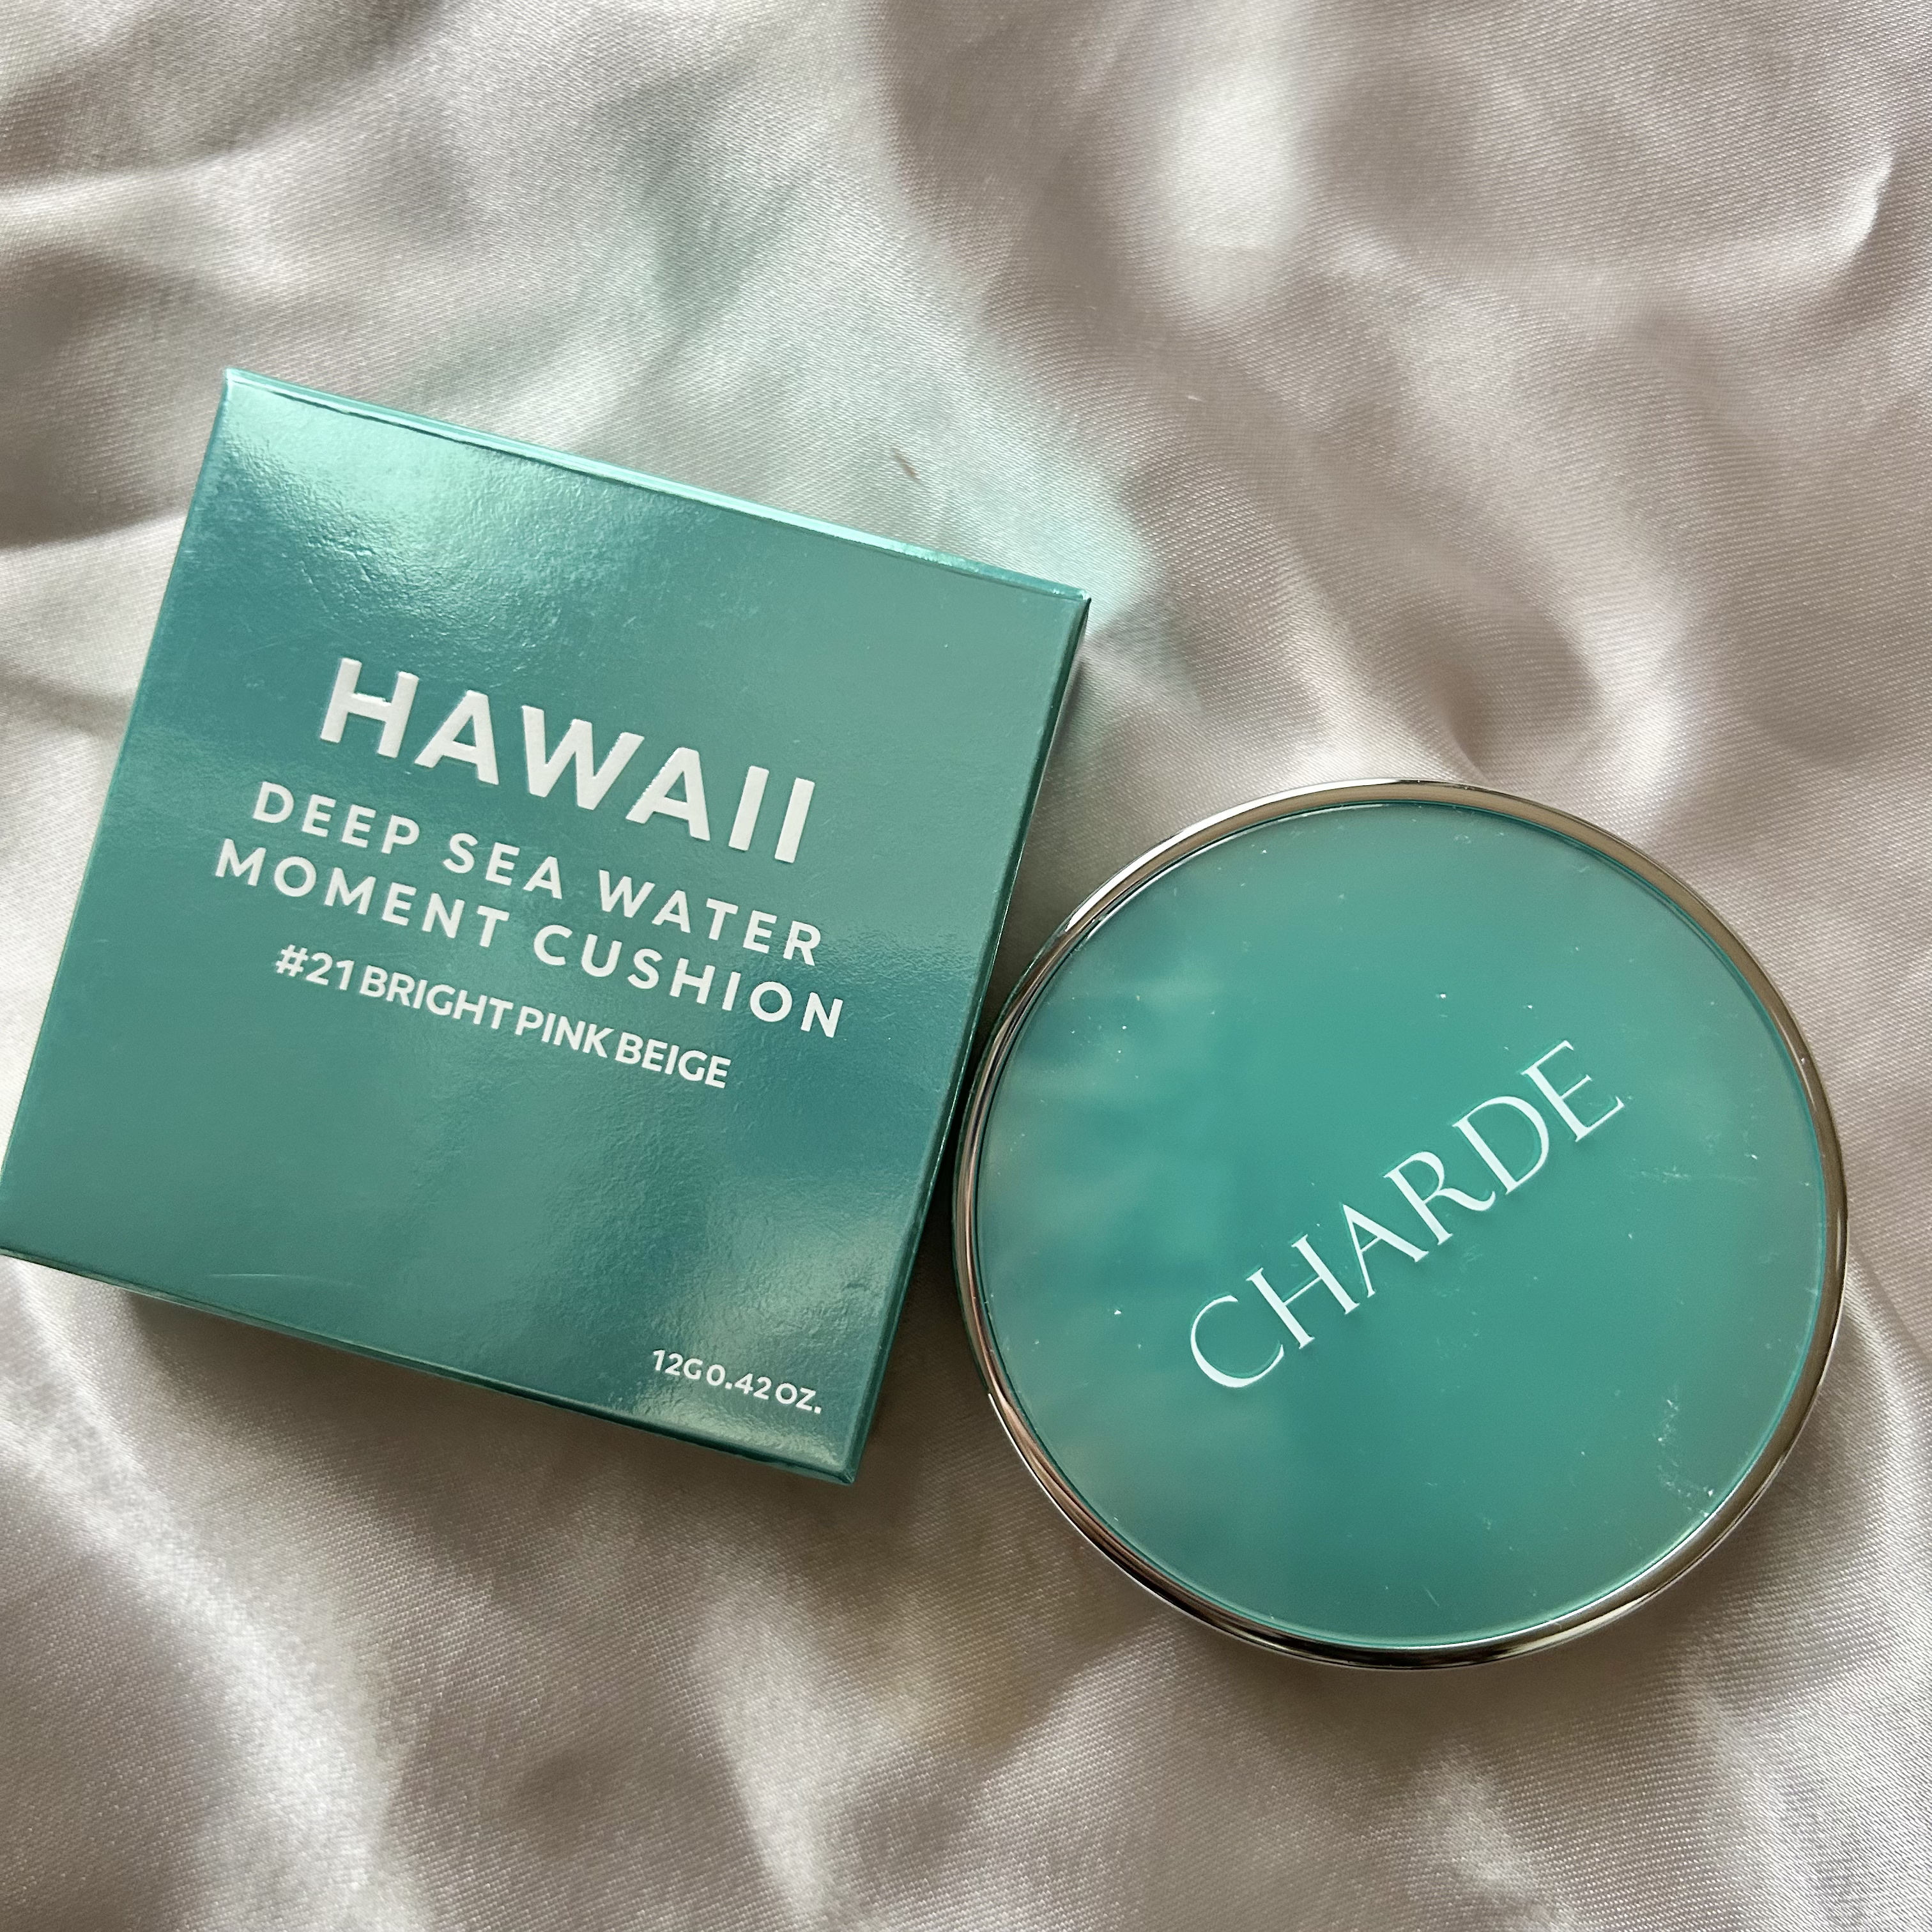 HAWAII
DEEP SEA WATER
MOMENT CUSHION
#21 BRIGHT PINK BEIGE
12G 0.42 OZ.
CHARDE